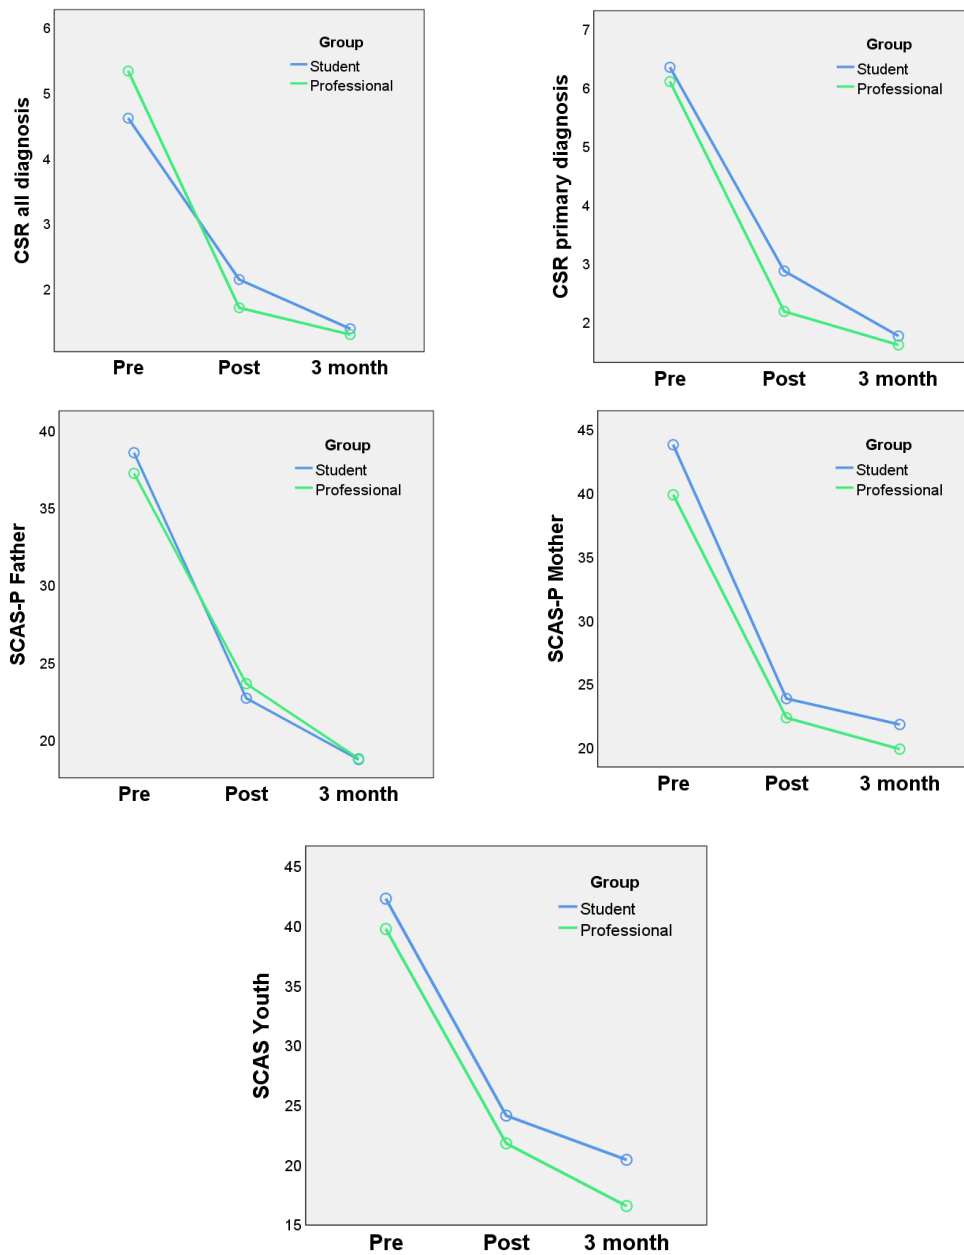 CSR all diagnosis
6
5
4
3
2
Group
Student
Professional
Pre Post 3 month
CSR primary diagnosis
7
6
5
4
3
2
Group
Student
Professional
Pre Post 3 month
SCAS-P Father
40
35
30
25
20
Group
Student
Professional
Pre Post 3 month
SCAS-P Mother
45
40
35
30
25
20
Group
Student
Professional
Pre Post 3 month
SCAS Youth
45
40
35
30
25
20
15
Group
Student
Professional
Pre Post 3 month